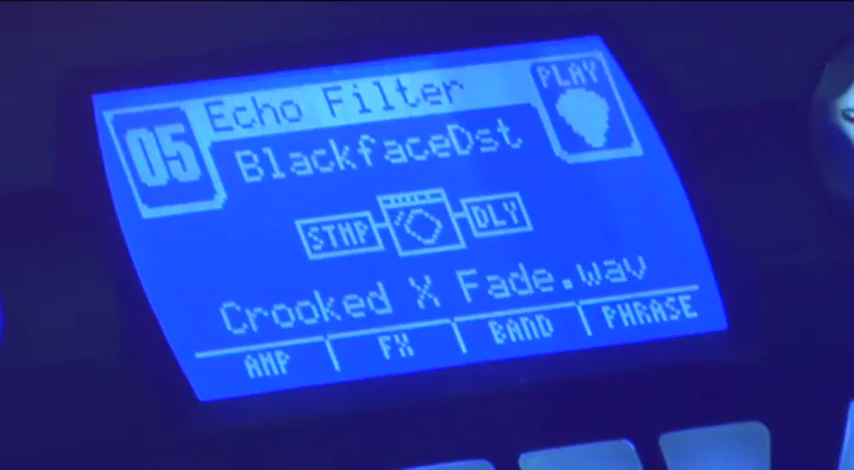 05 Echo Filter PLAY
BlackfaceDst
STMP DLY
Crooked X Fade.wav
AMP FX BAND PHRASE